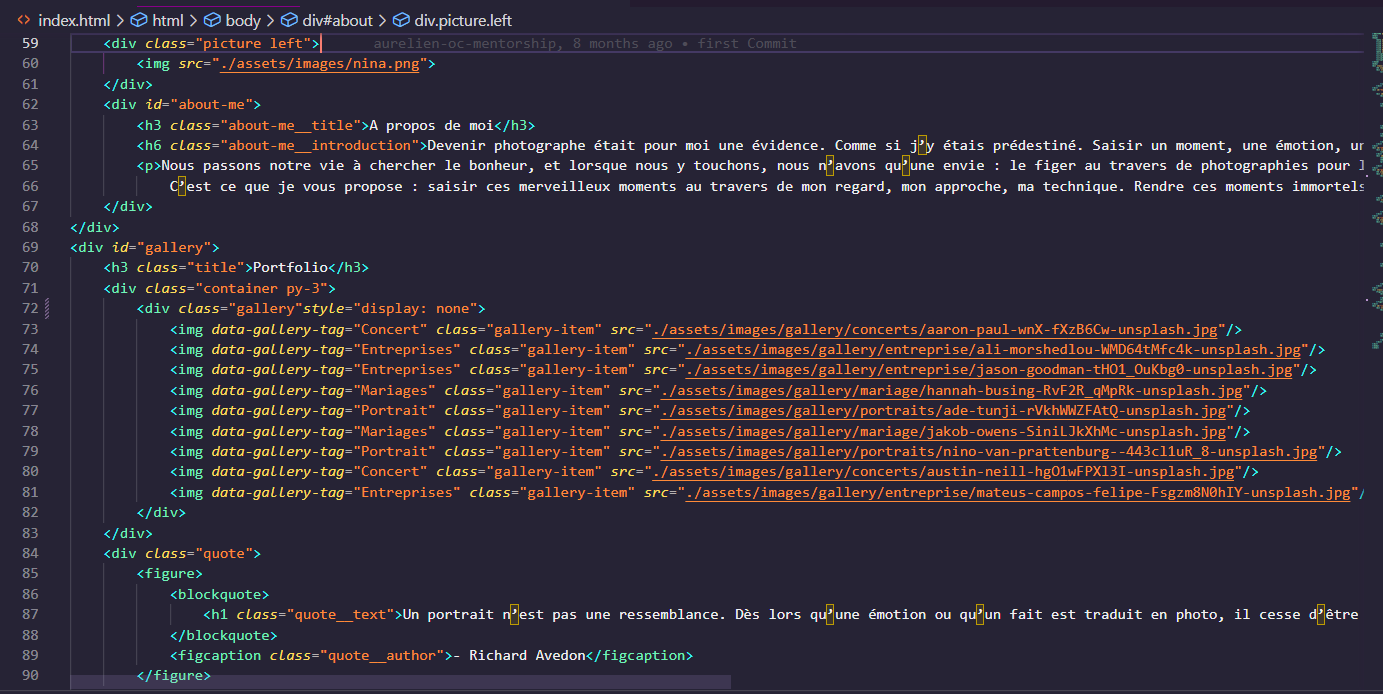 index.html > html > body > div#about > div.picture.left
59 <div class="picture left"> aurelien-oc-mentorship, 8 months ago • first Commit
60 <img src="./assets/images/nina.png">
61 </div>
62 <div id="about-me">
63 <h3 class="about-me__title">A propos de moi</h3>
64 <h6 class="about-me__introduction">Devenir photographe était pour moi une évidence. Comme si j’y étais prédestiné. Saisir un moment, une émotion, un
65 <p>Nous passons notre vie à chercher le bonheur, et lorsque nous y touchons, nous n’avons qu’une envie : le figer au travers de photographies pour l
66 C’est ce que je vous propose : saisir ces merveilleux moments au travers de mon regard, mon approche, ma technique. Rendre ces moments immortels
67 </div>
68 </div>
69 <div id="gallery">
70 <h3 class="title">Portfolio</h3>
71 <div class="container py-3">
72 <div class="gallery"style="display: none">
73 <img data-gallery-tag="Concert" class="gallery-item" src="./assets/images/gallery/concerts/aaron-paul-wnX-fXzB6Cw-unsplash.jpg"/>
74 <img data-gallery-tag="Entreprises" class="gallery-item" src="./assets/images/gallery/entreprise/ali-morshedlou-WMD64tMfc4k-unsplash.jpg"/>
75 <img data-gallery-tag="Entreprises" class="gallery-item" src="./assets/images/gallery/entreprise/jason-goodman-tHO1_OuKbg0-unsplash.jpg"/>
76 <img data-gallery-tag="Mariages" class="gallery-item" src="./assets/images/gallery/mariage/hannah-busing-RvF2R_qMpRk-unsplash.jpg"/>
77 <img data-gallery-tag="Portrait" class="gallery-item" src="./assets/images/gallery/portraits/ade-tunji-rVkhWWZFAtQ-unsplash.jpg"/>
78 <img data-gallery-tag="Mariages" class="gallery-item" src="./assets/images/gallery/mariage/jakob-owens-SiniLJkXhMc-unsplash.jpg"/>
79 <img data-gallery-tag="Portrait" class="gallery-item" src="./assets/images/gallery/portraits/nino-van-prattenburg--443cl1uR_8-unsplash.jpg"/>
80 <img data-gallery-tag="Concert" class="gallery-item" src="./assets/images/gallery/concerts/austin-neill-hgO1wFPXl3I-unsplash.jpg"/>
81 <img data-gallery-tag="Entreprises" class="gallery-item" src="./assets/images/gallery/entreprise/mateus-campos-felipe-Fsgzm8N0hIY-unsplash.jpg"/
82 </div>
83 </div>
84 <div class="quote">
85 <figure>
86 <blockquote>
87 <h1 class="quote__text">Un portrait n’est pas une ressemblance. Dès lors qu’une émotion ou qu’un fait est traduit en photo, il cesse d’être
88 </blockquote>
89 <figcaption class="quote__author">- Richard Avedon</figcaption>
90 </figure>